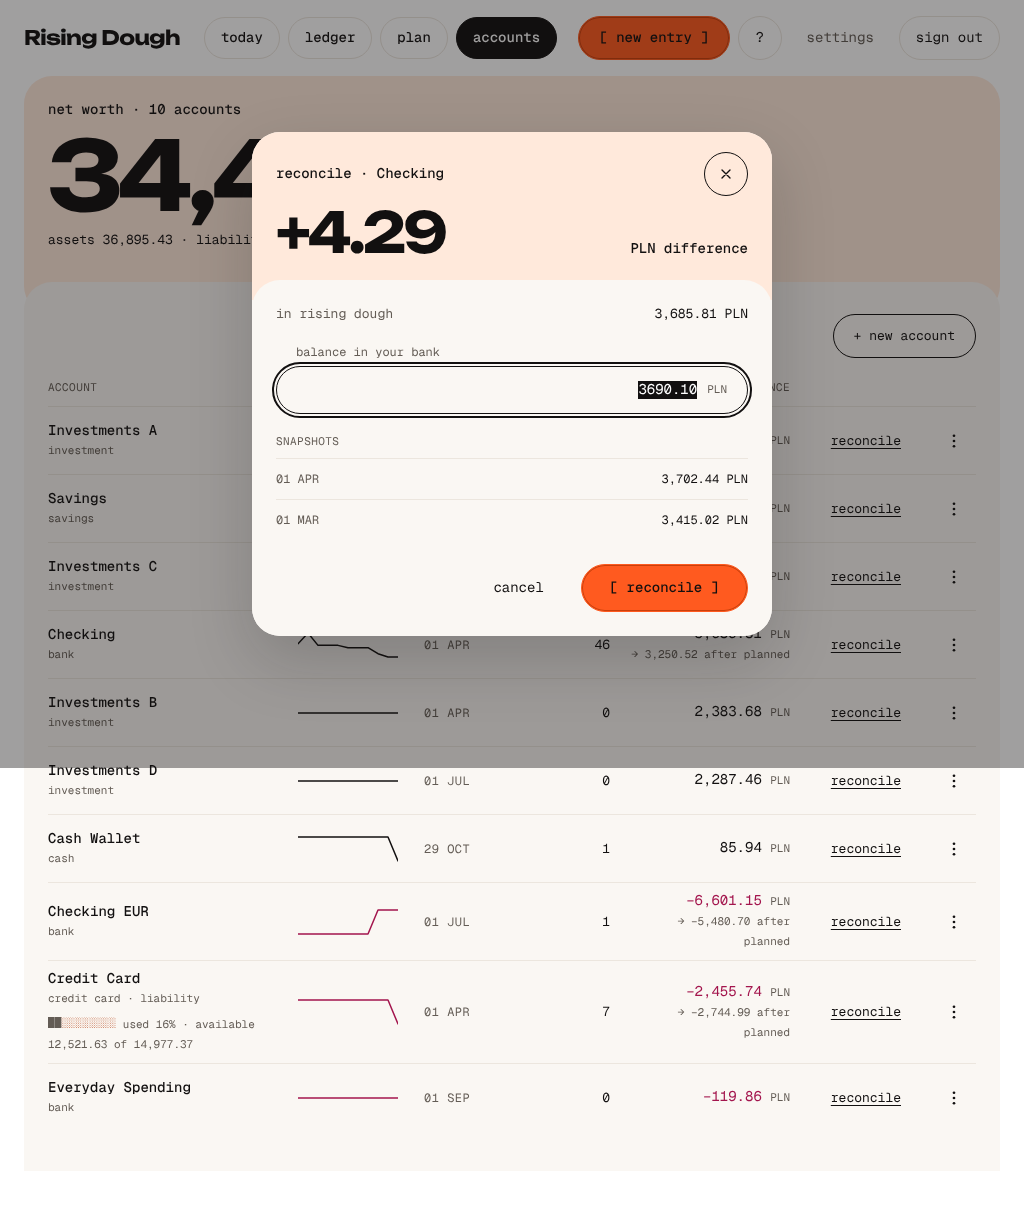 Rising Dough today ledger plan accounts [ new entry ] ? settings sign out
net worth · 10 accounts
34,4
assets 36,895.43 · liabili
reconcile · Checking
+4.29 PLN difference
in rising dough 3,685.81 PLN
balance in your bank
3690.10 PLN
SNAPSHOTS
01 APR 3,702.44 PLN
01 MAR 3,415.02 PLN
cancel [ reconcile ]
+ new account
ACCOUNT NCE
Investments A PLN reconcile
investment
Savings PLN reconcile
savings
Investments C PLN reconcile
investment
Checking 01 APR 46 PLN reconcile
bank → 3,250.52 after planned
Investments B 01 APR 0 2,383.68 PLN reconcile
investment
Investments D 01 JUL 0 2,287.46 PLN reconcile
investment
Cash Wallet 29 OCT 1 85.94 PLN reconcile
cash
Checking EUR 01 JUL 1 −6,601.15 PLN reconcile
bank → −5,480.70 after
planned
Credit Card 01 APR 7 −2,455.74 PLN reconcile
credit card · liability → −2,744.99 after
planned
used 16% · available
12,521.63 of 14,977.37
Everyday Spending 01 SEP 0 −119.86 PLN reconcile
bank